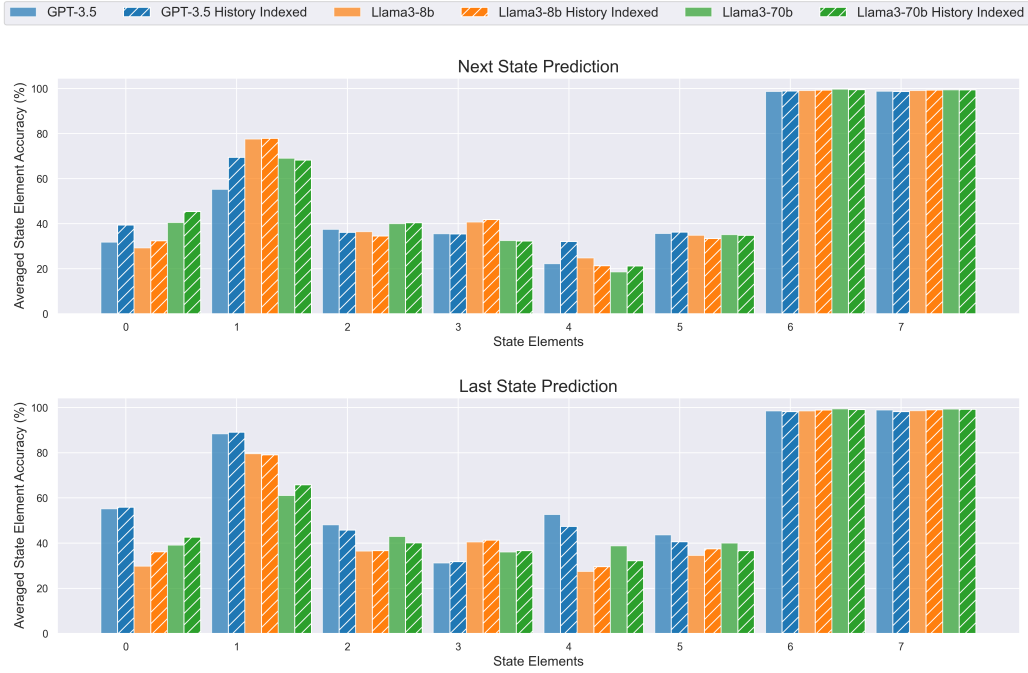 GPT-3.5 GPT-3.5 History Indexed Llama3-8b Llama3-8b History Indexed Llama3-70b Llama3-70b History Indexed
Next State Prediction
Averaged State Element Accuracy (%)
100
80
60
40
20
0
0 1 2 3 4 5 6 7
State Elements
Last State Prediction
Averaged State Element Accuracy (%)
100
80
60
40
20
0
0 1 2 3 4 5 6 7
State Elements